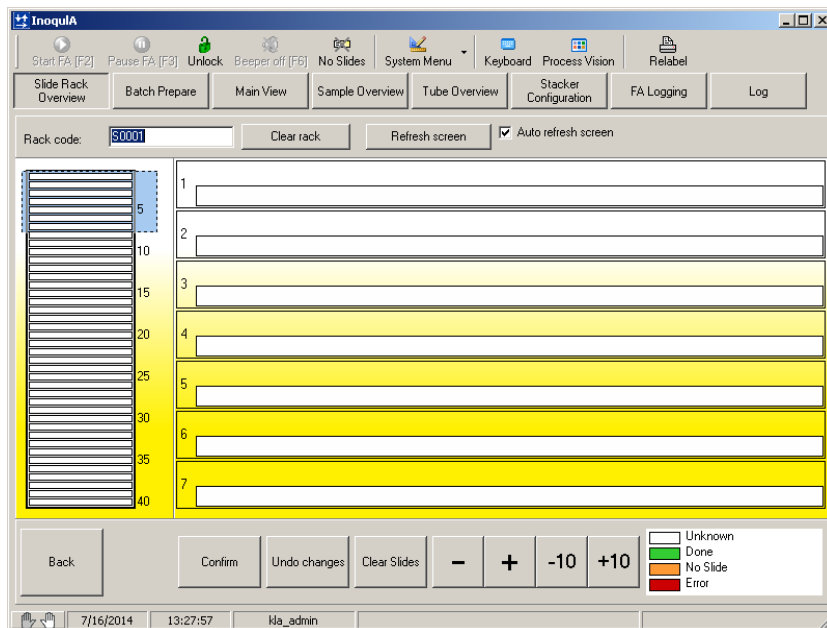 InoqulA
Start FA [F2] Pause FA [F3] Unlock Beeper off [F6] No Slides System Menu Keyboard Process Vision Relabel
Slide Rack Overview Batch Prepare Main View Sample Overview Tube Overview Stacker Configuration FA Logging Log
Rack code: S0001 Clear rack Refresh screen Auto refresh screen
5
10
15
20
25
30
35
40
1
2
3
4
5
6
7
Back Confirm Undo changes Clear Slides − + -10 +10
Unknown
Done
No Slide
Error
7/16/2014 13:27:57 kla_admin